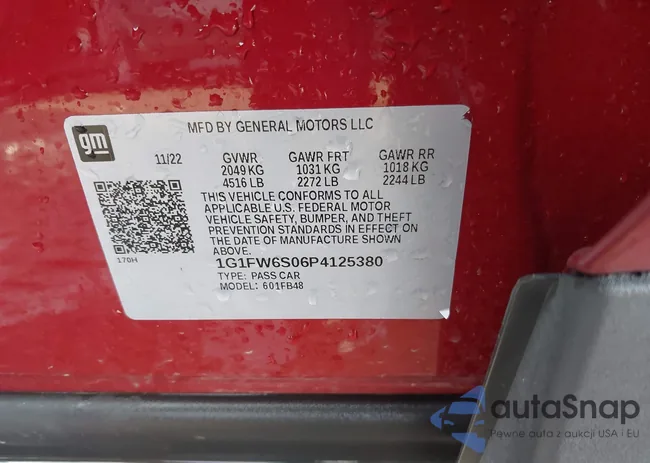 gm
MFD BY GENERAL MOTORS LLC
11/22 GVWR GAWR FRT GAWR RR
2049 KG 1031 KG 1018 KG
4516 LB 2272 LB 2244 LB
THIS VEHICLE CONFORMS TO ALL
APPLICABLE U.S. FEDERAL MOTOR
VEHICLE SAFETY, BUMPER, AND THEFT
PREVENTION STANDARDS IN EFFECT ON
THE DATE OF MANUFACTURE SHOWN
ABOVE.
170H
1G1FW6S06P4125380
TYPE: PASS CAR
MODEL: 601FB48
autaSnap
Pewne auta z aukcji USA i EU